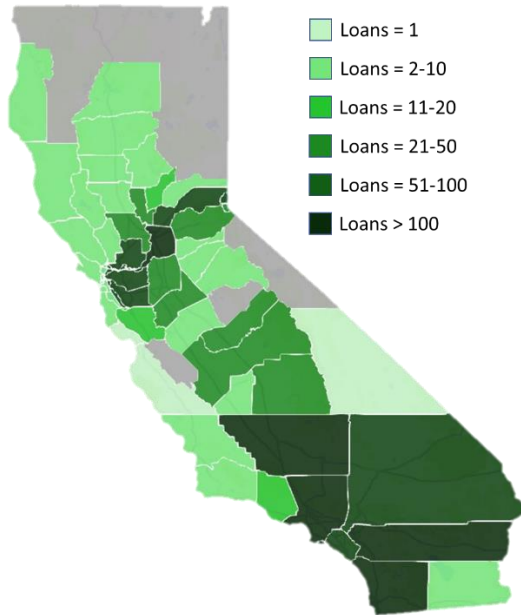 Loans = 1
Loans = 2-10
Loans = 11-20
Loans = 21-50
Loans = 51-100
Loans > 100